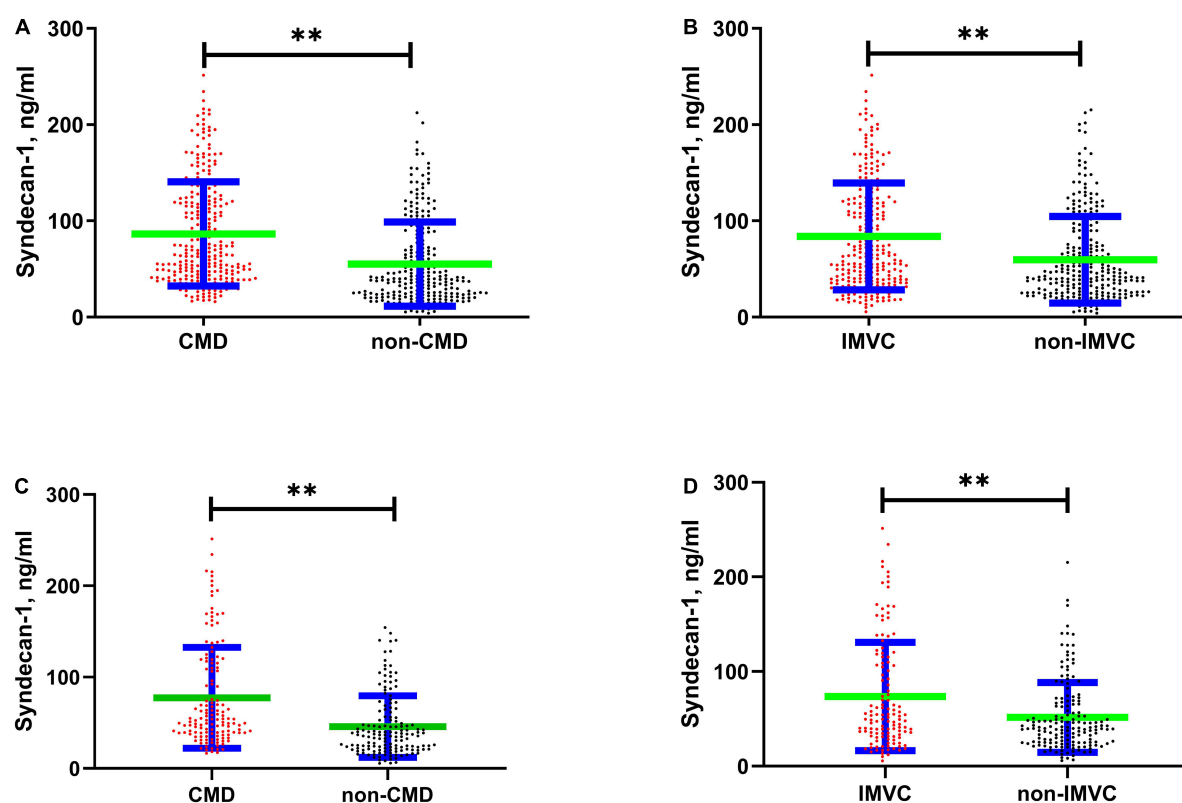 A
Syndecan-1, ng/ml
300
200
100
0
**
CMD
non-CMD
B
Syndecan-1, ng/ml
300
200
100
0
**
IMVC
non-IMVC
C
Syndecan-1, ng/ml
300
200
100
0
**
CMD
non-CMD
D
Syndecan-1, ng/ml
300
200
100
0
**
IMVC
non-IMVC